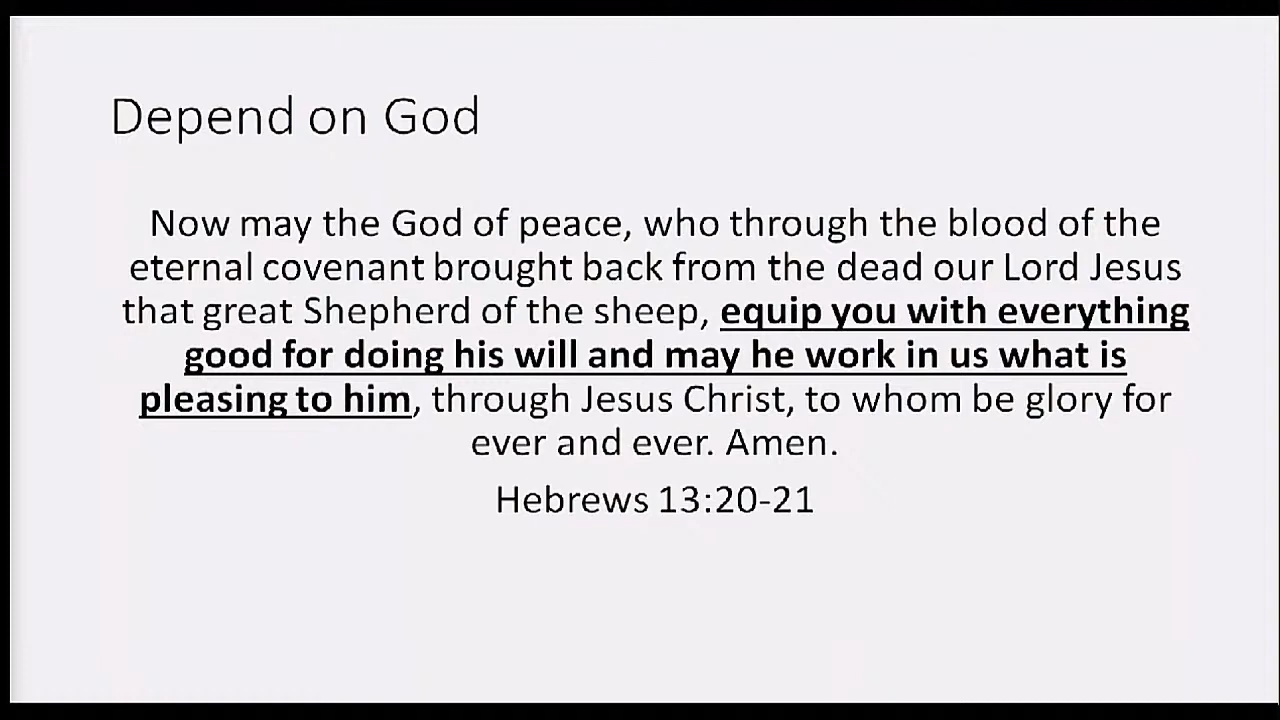 Depend on God
Now may the God of peace, who through the blood of the
eternal covenant brought back from the dead our Lord Jesus
that great Shepherd of the sheep, equip you with everything
good for doing his will and may he work in us what is
pleasing to him, through Jesus Christ, to whom be glory for
ever and ever. Amen.
Hebrews 13:20-21